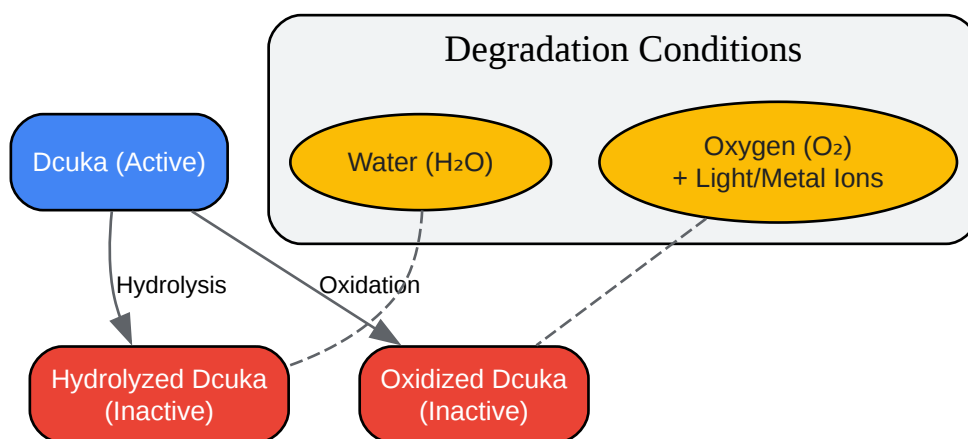 Degradation Conditions
Dcuka (Active)
Water (H₂O)
Oxygen (O₂)
+ Light/Metal Ions
Hydrolysis
Oxidation
Hydrolyzed Dcuka
(Inactive)
Oxidized Dcuka
(Inactive)